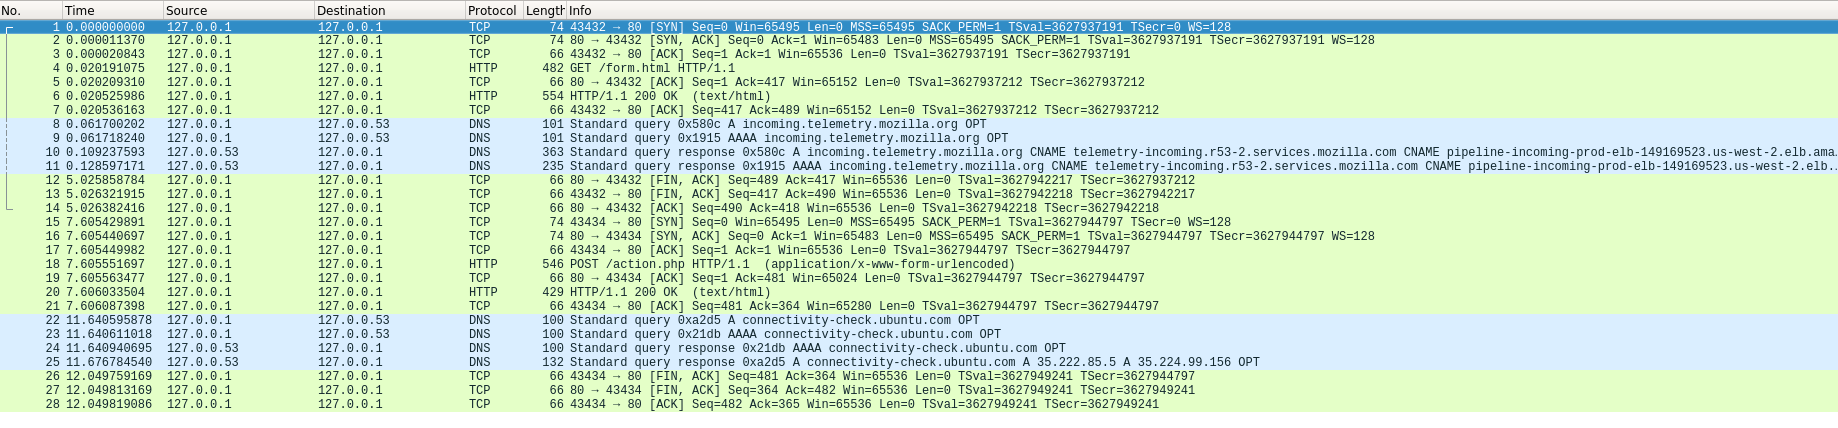 No. Time Source Destination Protocol Length Info
1 0.000000000 127.0.0.1 127.0.0.1 TCP 74 43432 → 80 [SYN] Seq=0 Win=65495 Len=0 MSS=65495 SACK_PERM=1 TSval=3627937191 TSecr=0 WS=128
2 0.000011370 127.0.0.1 127.0.0.1 TCP 74 80 → 43432 [SYN, ACK] Seq=0 Ack=1 Win=65483 Len=0 MSS=65495 SACK_PERM=1 TSval=3627937191 TSecr=3627937191 WS=128
3 0.000020843 127.0.0.1 127.0.0.1 TCP 66 43432 → 80 [ACK] Seq=1 Ack=1 Win=65536 Len=0 TSval=3627937191 TSecr=3627937191
4 0.020191075 127.0.0.1 127.0.0.1 HTTP 482 GET /form.html HTTP/1.1
5 0.020209310 127.0.0.1 127.0.0.1 TCP 66 80 → 43432 [ACK] Seq=1 Ack=417 Win=65152 Len=0 TSval=3627937212 TSecr=3627937212
6 0.020525986 127.0.0.1 127.0.0.1 HTTP 554 HTTP/1.1 200 OK (text/html)
7 0.020536163 127.0.0.1 127.0.0.1 TCP 66 43432 → 80 [ACK] Seq=417 Ack=489 Win=65152 Len=0 TSval=3627937212 TSecr=3627937212
8 0.061700202 127.0.0.1 127.0.0.53 DNS 101 Standard query 0x580c A incoming.telemetry.mozilla.org OPT
9 0.061718240 127.0.0.1 127.0.0.53 DNS 101 Standard query 0x1915 AAAA incoming.telemetry.mozilla.org OPT
10 0.109237593 127.0.0.53 127.0.0.1 DNS 363 Standard query response 0x580c A incoming.telemetry.mozilla.org CNAME telemetry-incoming.r53-2.services.mozilla.com CNAME pipeline-incoming-prod-elb-149169523.us-west-2.elb.ama…
11 0.128597171 127.0.0.53 127.0.0.1 DNS 235 Standard query response 0x1915 AAAA incoming.telemetry.mozilla.org CNAME telemetry-incoming.r53-2.services.mozilla.com CNAME pipeline-incoming-prod-elb-149169523.us-west-2.elb.…
12 5.025858784 127.0.0.1 127.0.0.1 TCP 66 80 → 43432 [FIN, ACK] Seq=489 Ack=417 Win=65536 Len=0 TSval=3627942217 TSecr=3627937212
13 5.026321915 127.0.0.1 127.0.0.1 TCP 66 43432 → 80 [FIN, ACK] Seq=417 Ack=490 Win=65536 Len=0 TSval=3627942218 TSecr=3627942217
14 5.026382416 127.0.0.1 127.0.0.1 TCP 66 80 → 43432 [ACK] Seq=490 Ack=418 Win=65536 Len=0 TSval=3627942218 TSecr=3627942218
15 7.605429891 127.0.0.1 127.0.0.1 TCP 74 43434 → 80 [SYN] Seq=0 Win=65495 Len=0 MSS=65495 SACK_PERM=1 TSval=3627944797 TSecr=0 WS=128
16 7.605440697 127.0.0.1 127.0.0.1 TCP 74 80 → 43434 [SYN, ACK] Seq=0 Ack=1 Win=65483 Len=0 MSS=65495 SACK_PERM=1 TSval=3627944797 TSecr=3627944797 WS=128
17 7.605449982 127.0.0.1 127.0.0.1 TCP 66 43434 → 80 [ACK] Seq=1 Ack=1 Win=65536 Len=0 TSval=3627944797 TSecr=3627944797
18 7.605551697 127.0.0.1 127.0.0.1 HTTP 546 POST /action.php HTTP/1.1 (application/x-www-form-urlencoded)
19 7.605563477 127.0.0.1 127.0.0.1 TCP 66 80 → 43434 [ACK] Seq=1 Ack=481 Win=65024 Len=0 TSval=3627944797 TSecr=3627944797
20 7.606033504 127.0.0.1 127.0.0.1 HTTP 429 HTTP/1.1 200 OK (text/html)
21 7.606087398 127.0.0.1 127.0.0.1 TCP 66 43434 → 80 [ACK] Seq=481 Ack=364 Win=65280 Len=0 TSval=3627944797 TSecr=3627944797
22 11.640595878 127.0.0.1 127.0.0.53 DNS 100 Standard query 0xa2d5 A connectivity-check.ubuntu.com OPT
23 11.640611018 127.0.0.1 127.0.0.53 DNS 100 Standard query 0x21db AAAA connectivity-check.ubuntu.com OPT
24 11.640940695 127.0.0.53 127.0.0.1 DNS 100 Standard query response 0x21db AAAA connectivity-check.ubuntu.com OPT
25 11.676784540 127.0.0.53 127.0.0.1 DNS 132 Standard query response 0xa2d5 A connectivity-check.ubuntu.com A 35.222.85.5 A 35.224.99.156 OPT
26 12.049759169 127.0.0.1 127.0.0.1 TCP 66 43434 → 80 [FIN, ACK] Seq=481 Ack=364 Win=65536 Len=0 TSval=3627949241 TSecr=3627944797
27 12.049813169 127.0.0.1 127.0.0.1 TCP 66 80 → 43434 [FIN, ACK] Seq=364 Ack=482 Win=65536 Len=0 TSval=3627949241 TSecr=3627949241
28 12.049819086 127.0.0.1 127.0.0.1 TCP 66 43434 → 80 [ACK] Seq=482 Ack=365 Win=65536 Len=0 TSval=3627949241 TSecr=3627949241